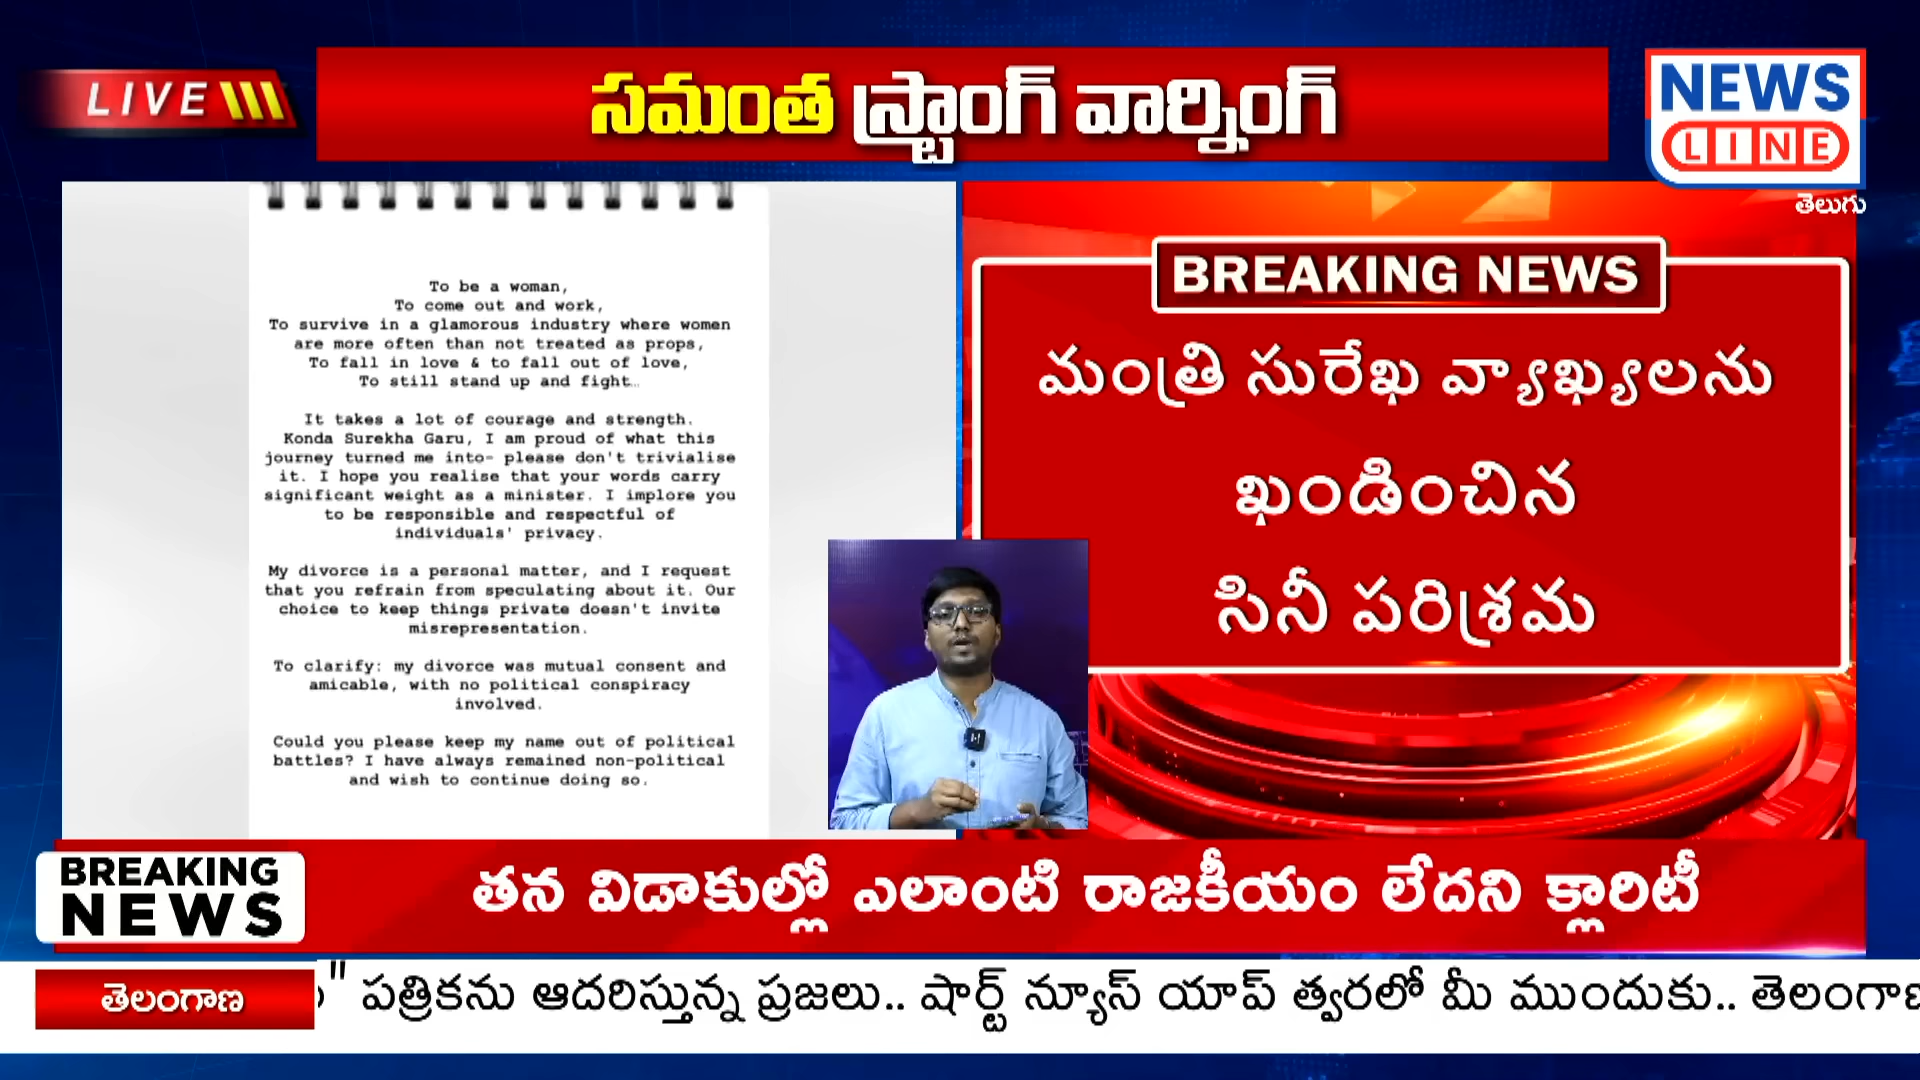 LIVE
సమంత స్ట్రాంగ్ వార్నింగ్
NEWS
LINE
తెలుగు
To be a woman,
To come out and work,
To survive in a glamorous industry where women
are more often than not treated as props,
To fall in love & to fall out of love,
To still stand up and fight…
It takes a lot of courage and strength.
Konda Surekha Garu, I am proud of what this
journey turned me into- please don't trivialise
it. I hope you realise that your words carry
significant weight as a minister. I implore you
to be responsible and respectful of
individuals' privacy.
My divorce is a personal matter, and I request
that you refrain from speculating about it. Our
choice to keep things private doesn't invite
misrepresentation.
To clarify: my divorce was mutual consent and
amicable, with no political conspiracy
involved.
Could you please keep my name out of political
battles? I have always remained non-political
and wish to continue doing so.
BREAKING NEWS
మంత్రి సురేఖ వ్యాఖ్యలను
ఖండించిన
సినీ పరిశ్రమ
BREAKING
NEWS
తన విడాకుల్లో ఎలాంటి రాజకీయం లేదని క్లారిటీ
తెలంగాణ
" పత్రికను ఆదరిస్తున్న ప్రజలు.. షార్ట్ న్యూస్ యాప్ త్వరలో మీ ముందుకు.. తెలంగాణ